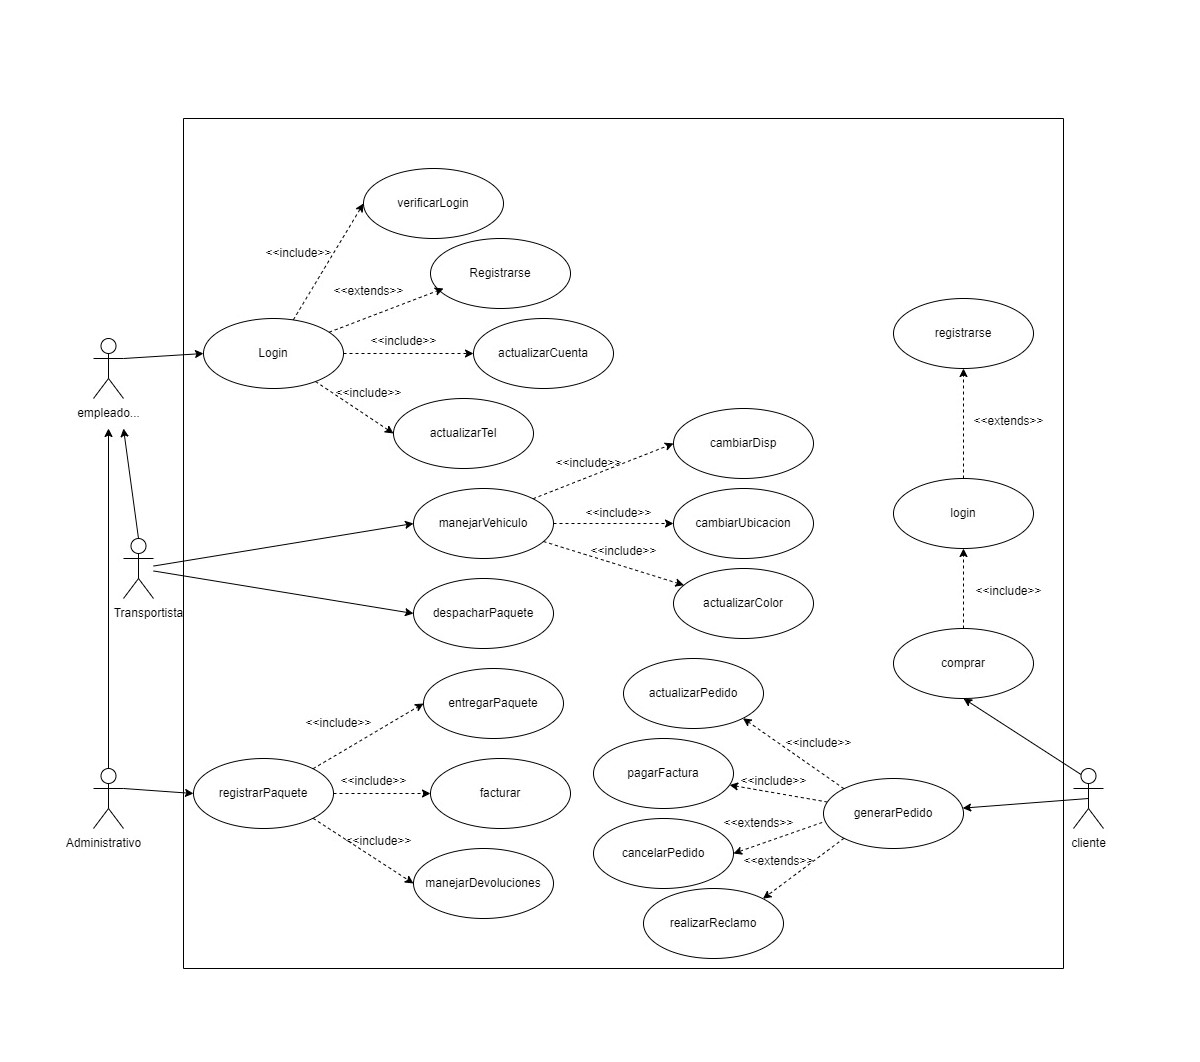 verificarLogin
<<include>>
Registrarse
<<extends>>
registrarse
Login
<<include>>
actualizarCuenta
<<include>>
empleado...
actualizarTel
<<extends>>
cambiarDisp
<<include>>
manejarVehiculo
<<include>>
cambiarUbicacion
login
<<include>>
<<include>>
actualizarColor
Transportista
despacharPaquete
comprar
entregarPaquete
actualizarPedido
<<include>>
<<include>>
pagarFactura
<<include>>
<<include>>
registrarPaquete
facturar
generarPedido
<<extends>>
Administrativo
<<include>>
cancelarPedido
<<extends>>
cliente
manejarDevoluciones
realizarReclamo